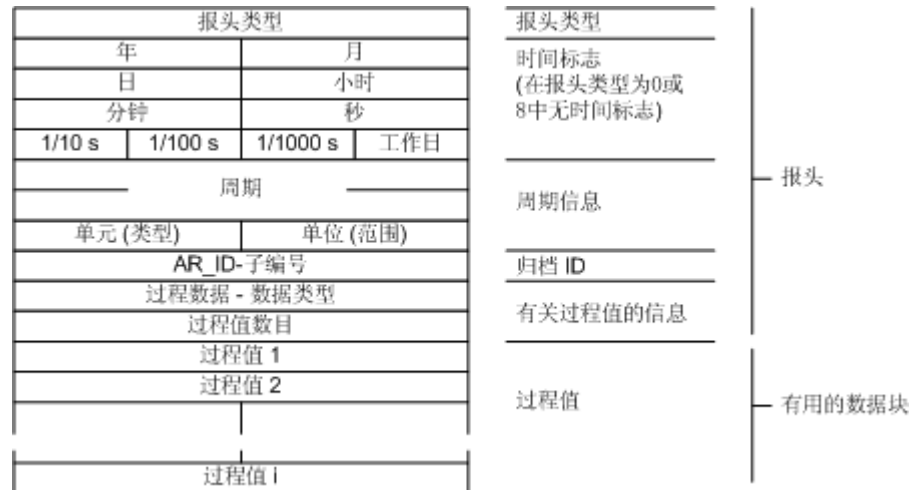 报头类型
年 月
日 小时
分钟 秒
1/10 s 1/100 s 1/1000 s 工作日
周期
单元 (类型) 单位 (范围)
AR_ID-子编号
过程数据 - 数据类型
过程值数目
过程值 1
过程值 2
过程值 i
报头类型
时间标志
(在报头类型为0或
8中无时间标志)
周期信息
归档 ID
有关过程值的信息
过程值
报头
有用的数据块